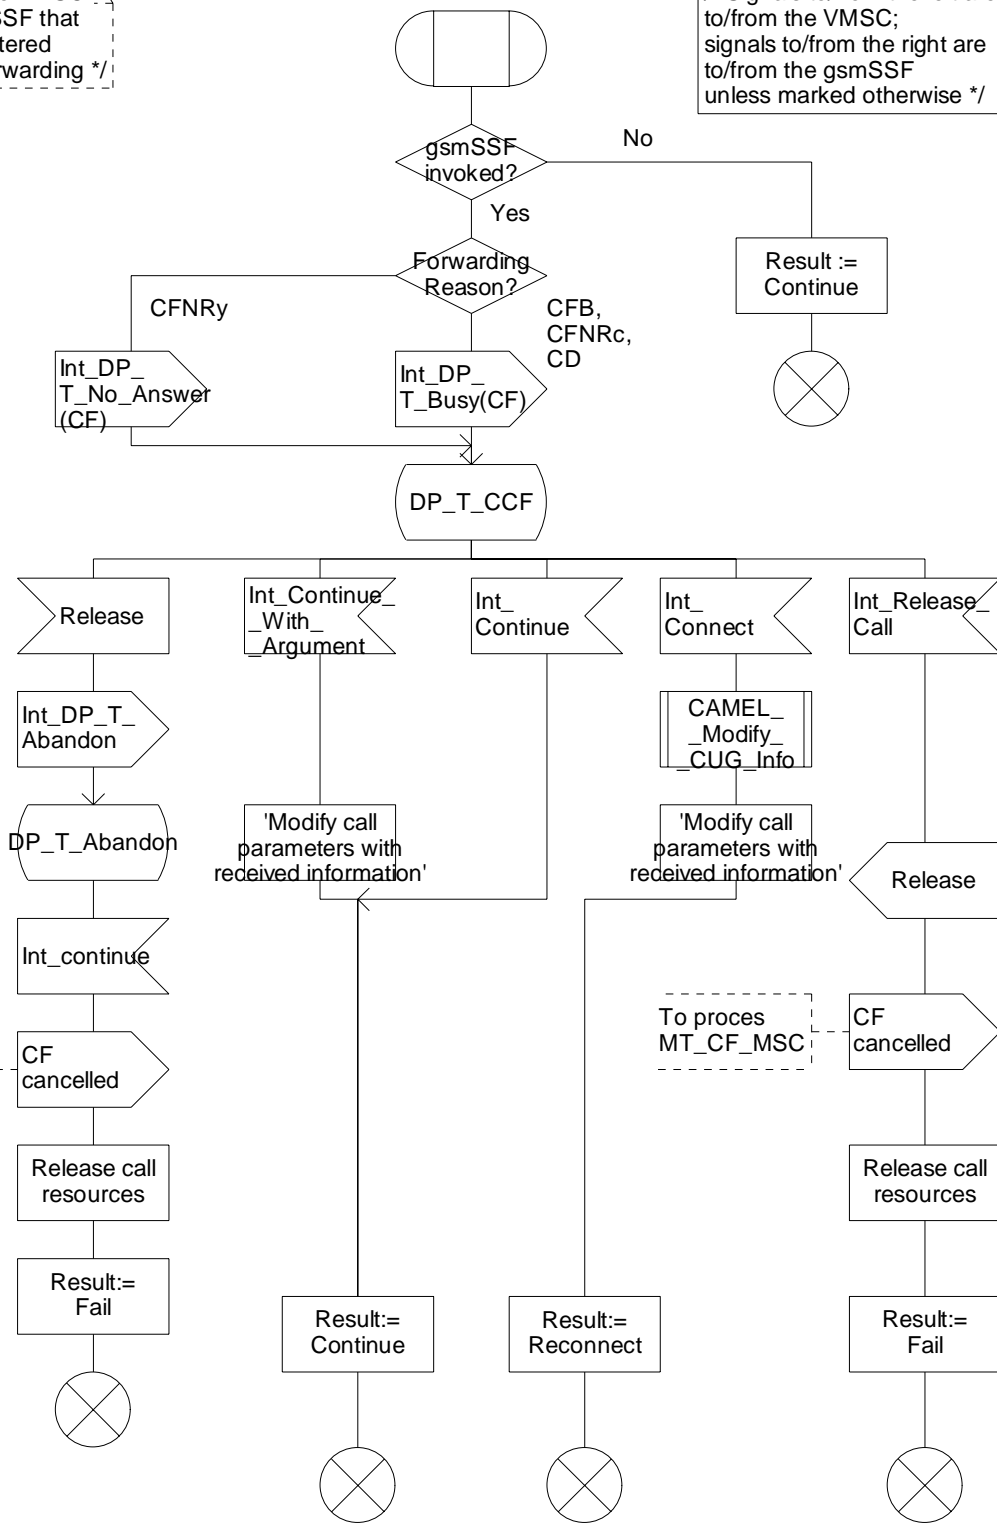 SSF that
warding */
to/from the VMSC;
signals to/from the right are
to/from the gsmSSF
unless marked otherwise */
gsmSSF
invoked?
No
Yes
Forwarding
Reason?
Result :=
Continue
CFNRy
CFB,
CFNRc,
CD
Int_DP_
T_No_Answer
(CF)
Int_DP_
T_Busy(CF)
DP_T_CCF
Release
Int_Continue_
_With_
_Argument
Int_
Continue
Int_
Connect
Int_Release_
Call
Int_DP_T_
Abandon
CAMEL_
_Modify_
_CUG_Info
DP_T_Abandon
'Modify call
parameters with
received information'
'Modify call
parameters with
received information'
Release
Int_continue
CF
cancelled
To proces
MT_CF_MSC
CF
cancelled
Release call
resources
Release call
resources
Result:=
Fail
Result:=
Continue
Result:=
Reconnect
Result:=
Fail